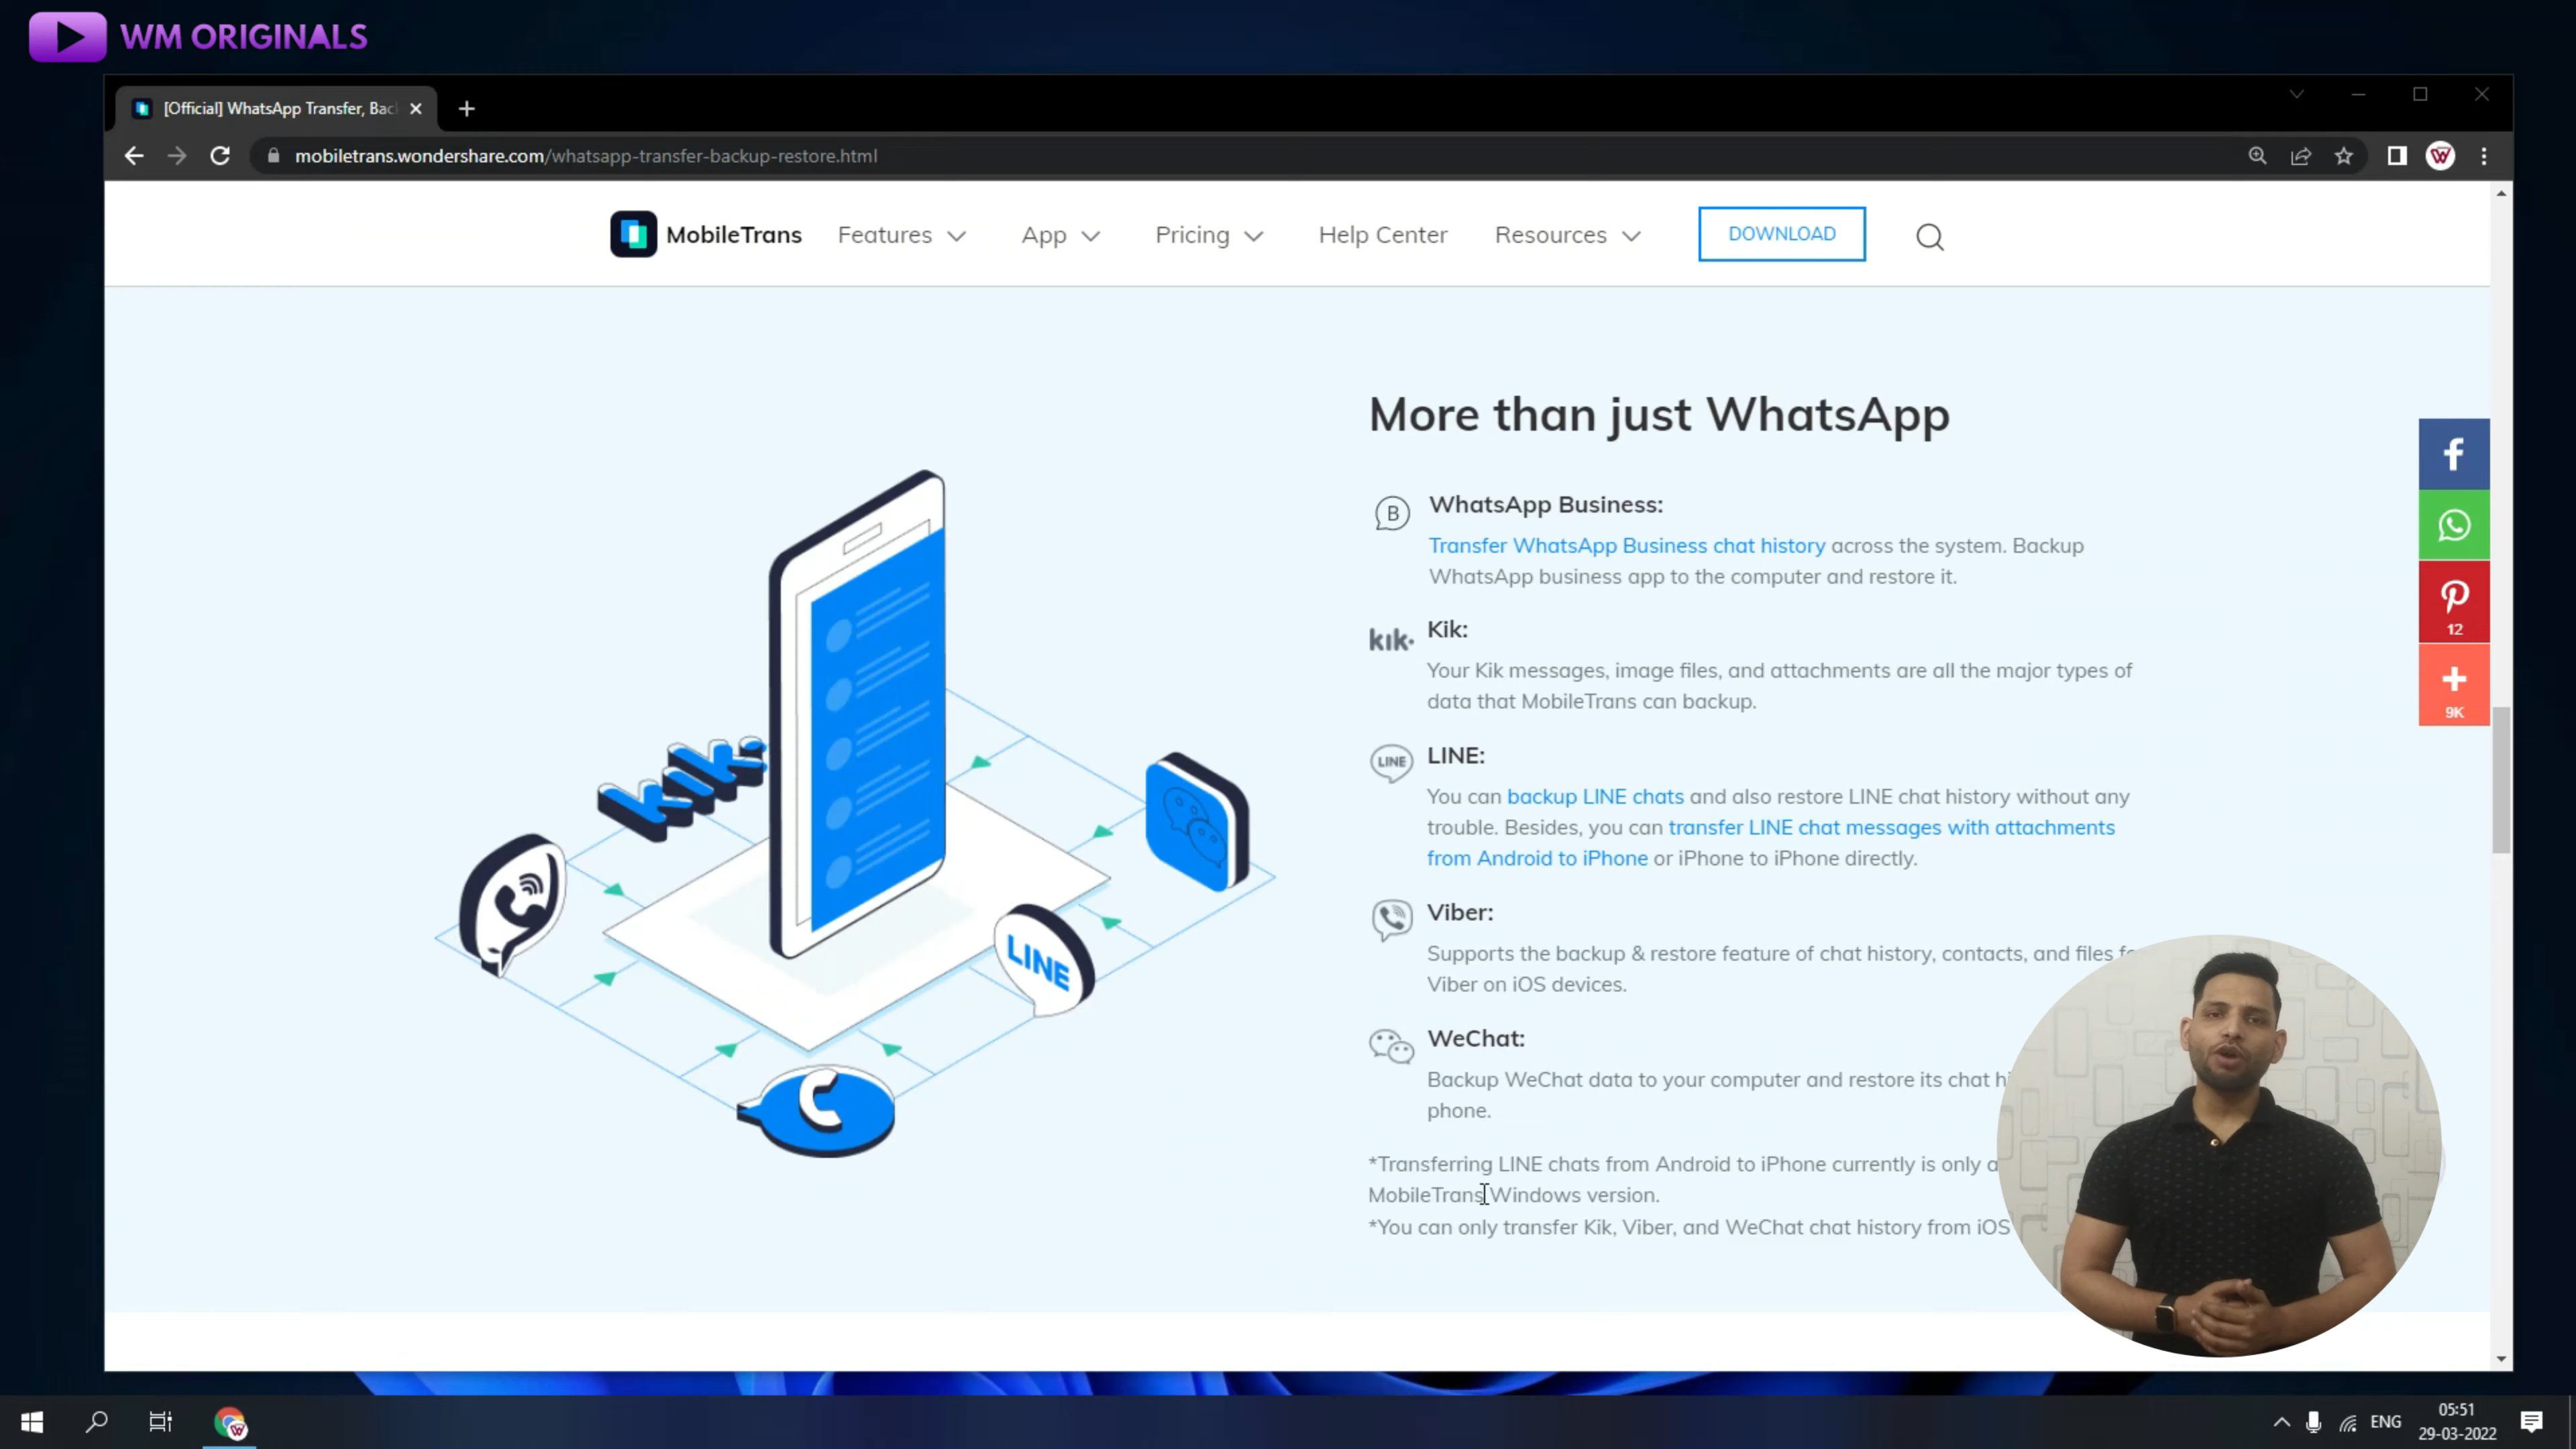 WM ORIGINALS
[Official] WhatsApp Transfer, Bac
mobiletrans.wondershare.com/whatsapp-transfer-backup-restore.html
MobileTrans Features App Pricing Help Center Resources DOWNLOAD
More than just WhatsApp
B WhatsApp Business:
Transfer WhatsApp Business chat history across the system. Backup
WhatsApp business app to the computer and restore it.
kik. Kik:
Your Kik messages, image files, and attachments are all the major types of
data that MobileTrans can backup.
LINE LINE:
You can backup LINE chats and also restore LINE chat history without any
trouble. Besides, you can transfer LINE chat messages with attachments
from Android to iPhone or iPhone to iPhone directly.
Viber:
Supports the backup & restore feature of chat history, contacts, and files
Viber on iOS devices.
WeChat:
Backup WeChat data to your computer and restore its chat
phone.
*Transferring LINE chats from Android to iPhone currently is only
MobileTrans Windows version.
*You can only transfer Kik, Viber, and WeChat chat history from iOS
kik
LINE
12
9K
ENG
05:51
29-03-2022